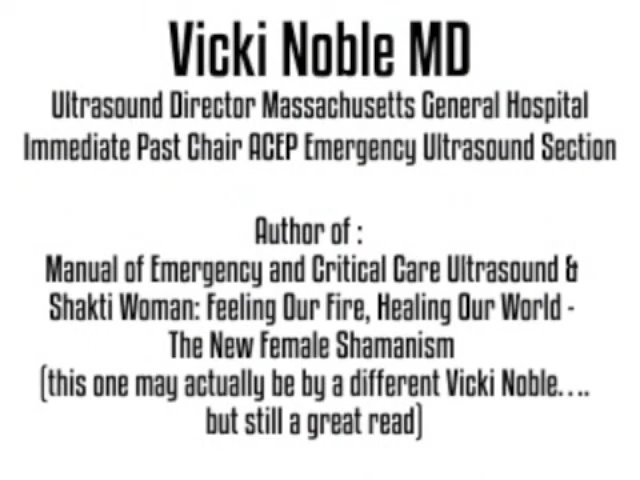 Vicki Noble MD
Ultrasound Director Massachusetts General Hospital
Immediate Past Chair ACEP Emergency Ultrasound Section
Author of :
Manual of Emergency and Critical Care Ultrasound &
Shakti Woman: Feeling Our Fire, Healing Our World -
The New Female Shamanism
(this one may actually be by a different Vicki Noble....
but still a great read)